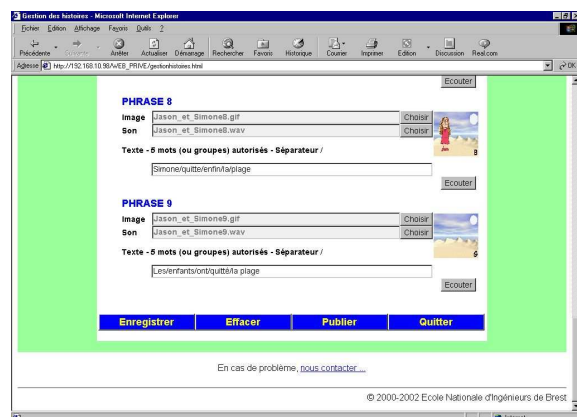 Gestion des histoires - Microsoft Internet Explorer
Fichier Edition Affichage Favoris Outils ?
Précédente Suivante Arrêter Actualiser Démarrage Rechercher Favoris Historique Courrier Imprimer Edition Discussion Real.com
Adresse http://192.168.10.98/WEB_PRIVE/gestionhistoires.html OK
Ecouter
PHRASE 8
Image Jason_et_Simone8.gif Choisir
Son Jason_et_Simone8.wav Choisir
Texte - 5 mots (ou groupes) autorisés - Séparateur /
8
Simone/quitte/enfin/la/plage
Ecouter
PHRASE 9
Image Jason_et_Simone9.gif Choisir
Son Jason_et_Simone9.wav Choisir
Texte - 5 mots (ou groupes) autorisés - Séparateur /
Les/enfants/ont/quitté/la plage
Ecouter
Enregistrer Effacer Publier Quitter
En cas de problème, nous contacter ...
© 2000-2002 Ecole Nationale d'Ingénieurs de Brest